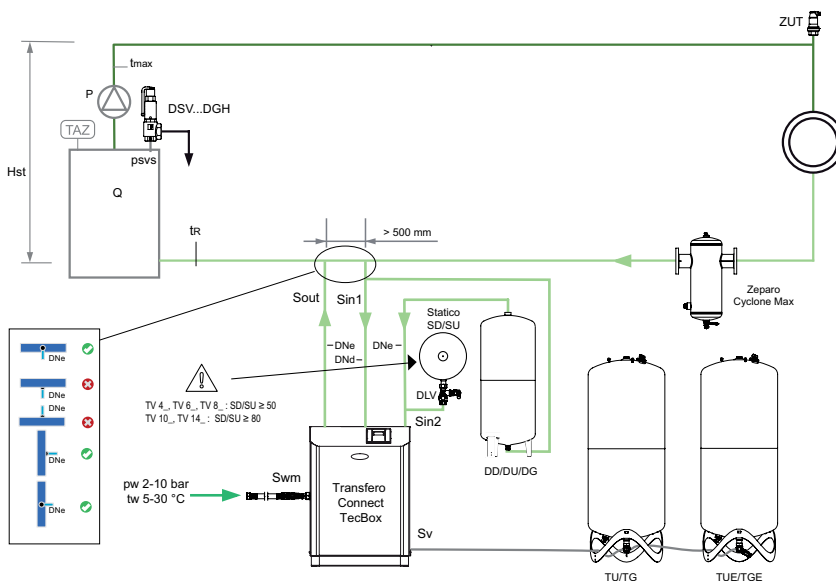 ZUT
tmax
P
DSV...DGH
TAZ
psvs
Hst
Q
tR
> 500 mm
Sout
Sin1
Zeparo
Cyclone Max
Statico
SD/SU
DNe
DNd
DNe
DLV
Sin2
DNe
DNe
DNe
DNe
DNe
TV 4_, TV 6_, TV 8_ : SD/SU ≥ 50
TV 10_, TV 14_ : SD/SU ≥ 80
DD/DU/DG
pw 2-10 bar
tw 5-30 °C
Swm
Transfero
Connect
TecBox
Sv
TU/TG
TUE/TGE